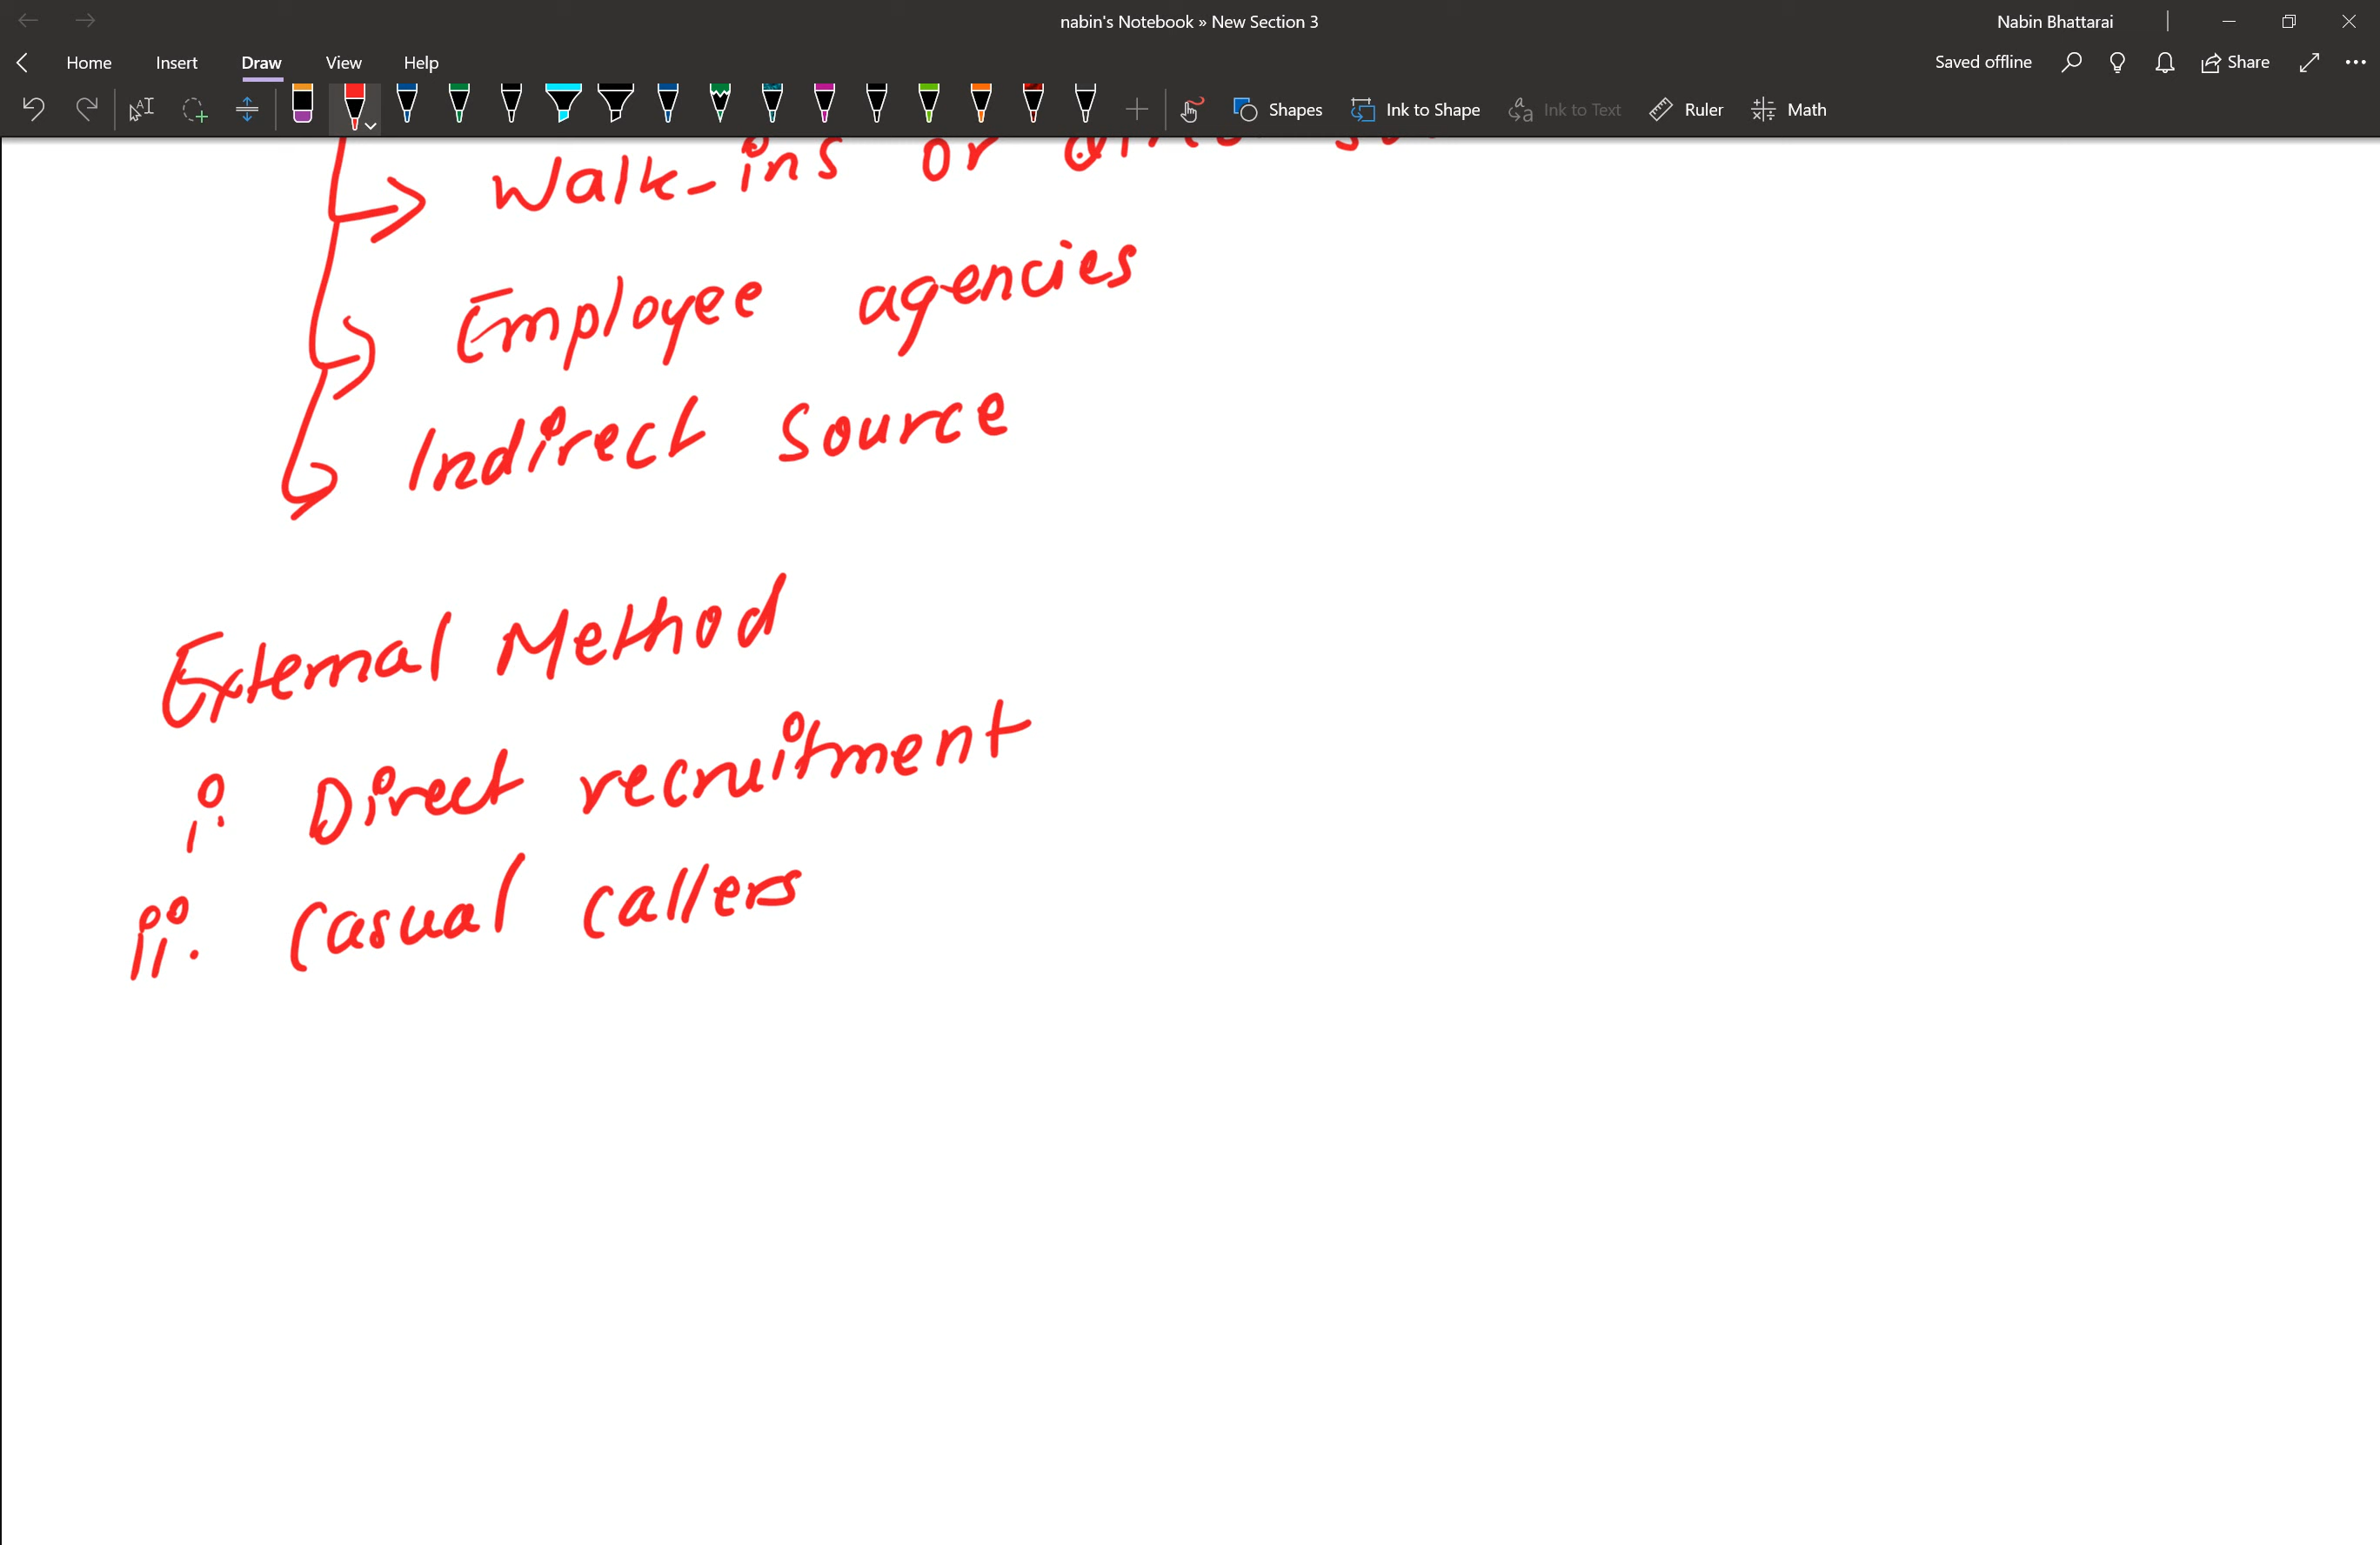 nabin's Notebook » New Section 3
Nabin Bhattarai
Home Insert Draw View Help
Saved offline Share
Shapes Ink to Shape Ink to Text Ruler Math
Walk-ins or
Employee agencies
Indirect source
External Method
i. Direct recruitment
ii. Casual callers